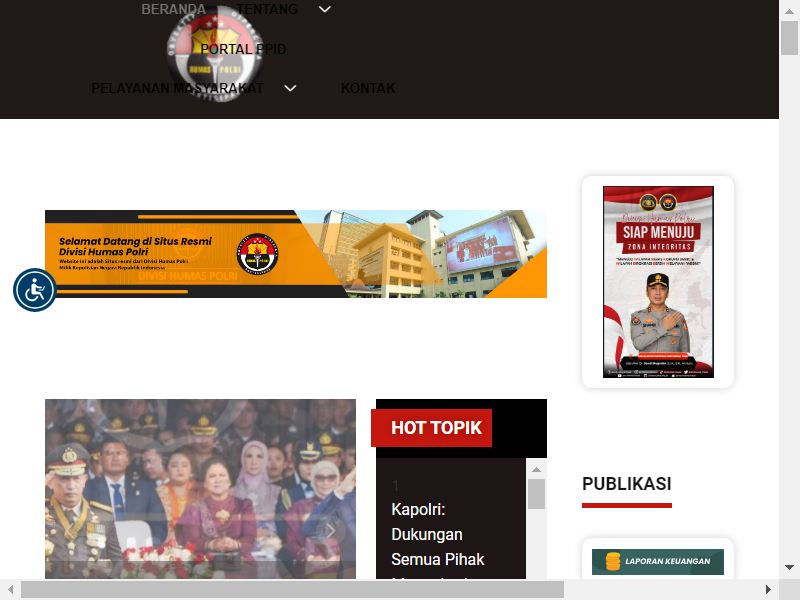 BERANDA
TENTANG
PORTAL PPID
HUMAS POLRI
PELAYANAN MASYARAKAT
KONTAK
Selamat Datang di Situs Resmi
Divisi Humas Polri
Website ini adalah Situs resmi dari Divisi Humas Polri
Milik Kepolisian Negara Republik Indonesia
DIVISI HUMAS POLRI
SIAP MENUJU
ZONA INTEGRITAS
HOT TOPIK
1
Kapolri:
Dukungan
Semua Pihak
PUBLIKASI
LAPORAN KEUANGAN